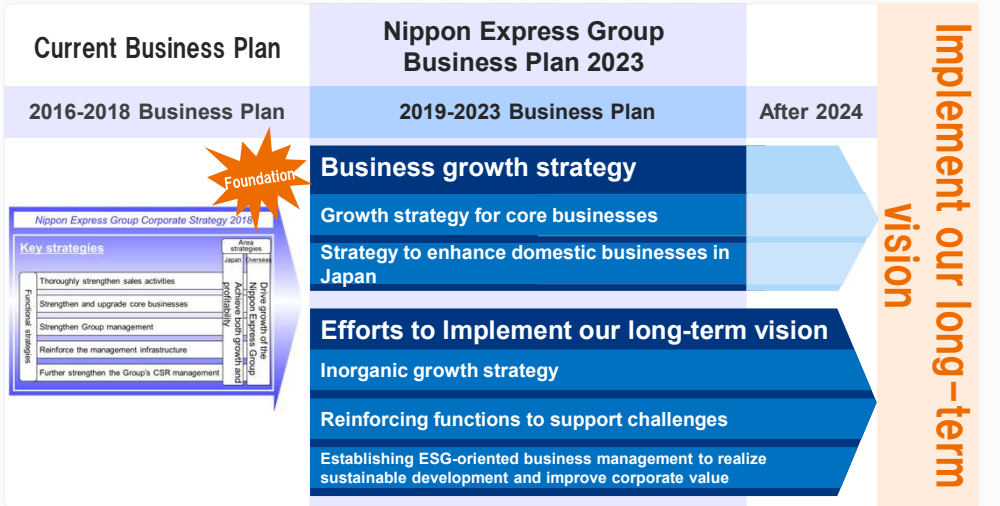 Current Business Plan
Nippon Express Group
Business Plan 2023
2016-2018 Business Plan
2019-2023 Business Plan
After 2024
Foundation
Nippon Express Group Corporate Strategy 2018
Key strategies
Area
strategies
Japan
Overseas
Functional strategies
Thoroughly strengthen sales activities
Strengthen and upgrade core businesses
Strengthen Group management
Reinforce the management infrastructure
Further strengthen the Group's CSR management
Achieve both growth and
profitability
Drive growth of the
Nippon Express Group
Business growth strategy
Growth strategy for core businesses
Strategy to enhance domestic businesses in
Japan
Efforts to Implement our long-term vision
Inorganic growth strategy
Reinforcing functions to support challenges
Establishing ESG-oriented business management to realize
sustainable development and improve corporate value
Implement our long-term
vision